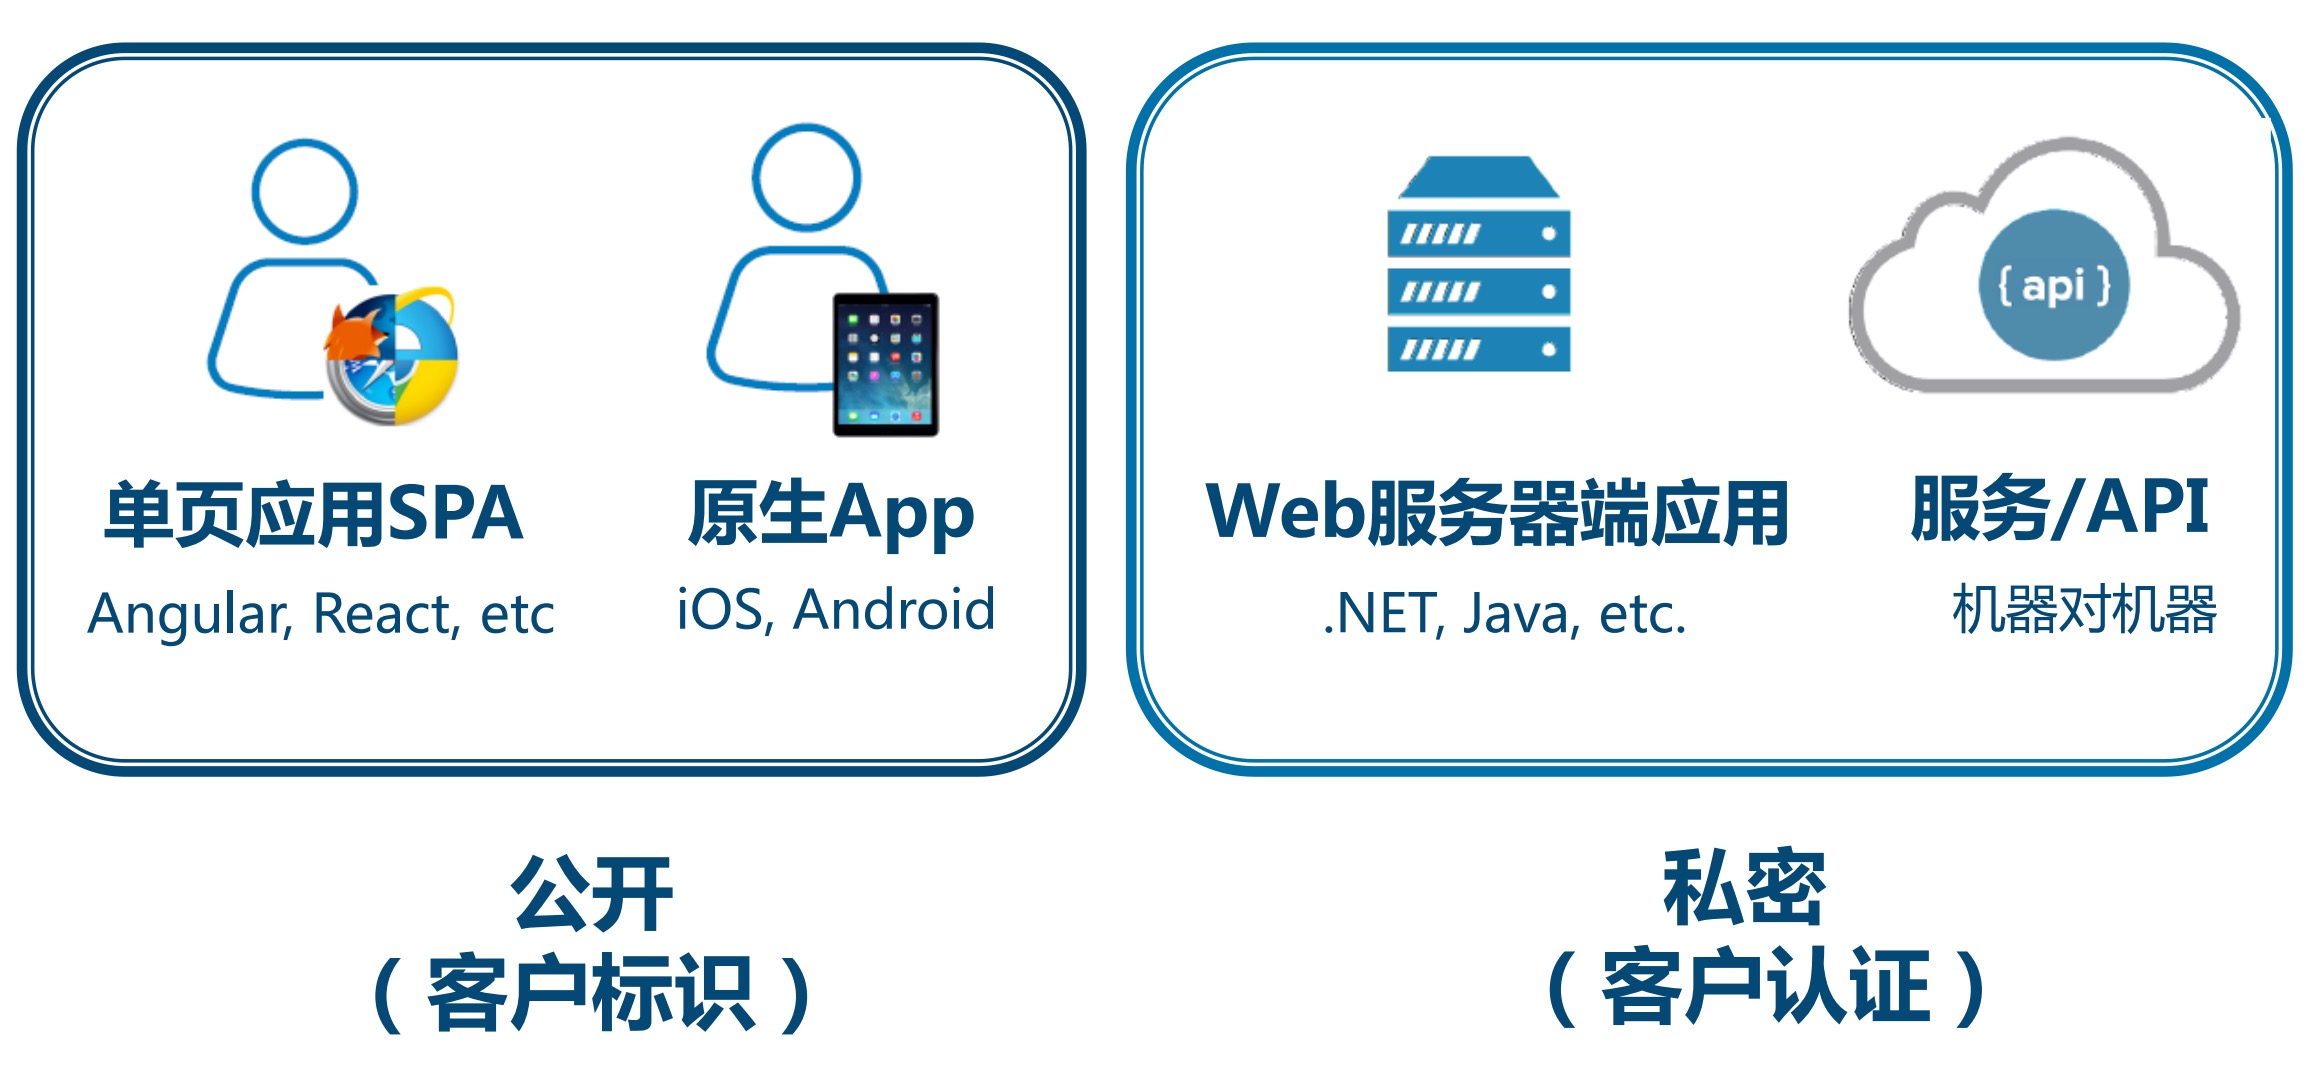 { api }
单页应用SPA
Angular, React, etc
原生App
iOS, Android
Web服务器端应用
.NET, Java, etc.
服务/API
机器对机器
公开
（客户标识）
私密
（客户认证）